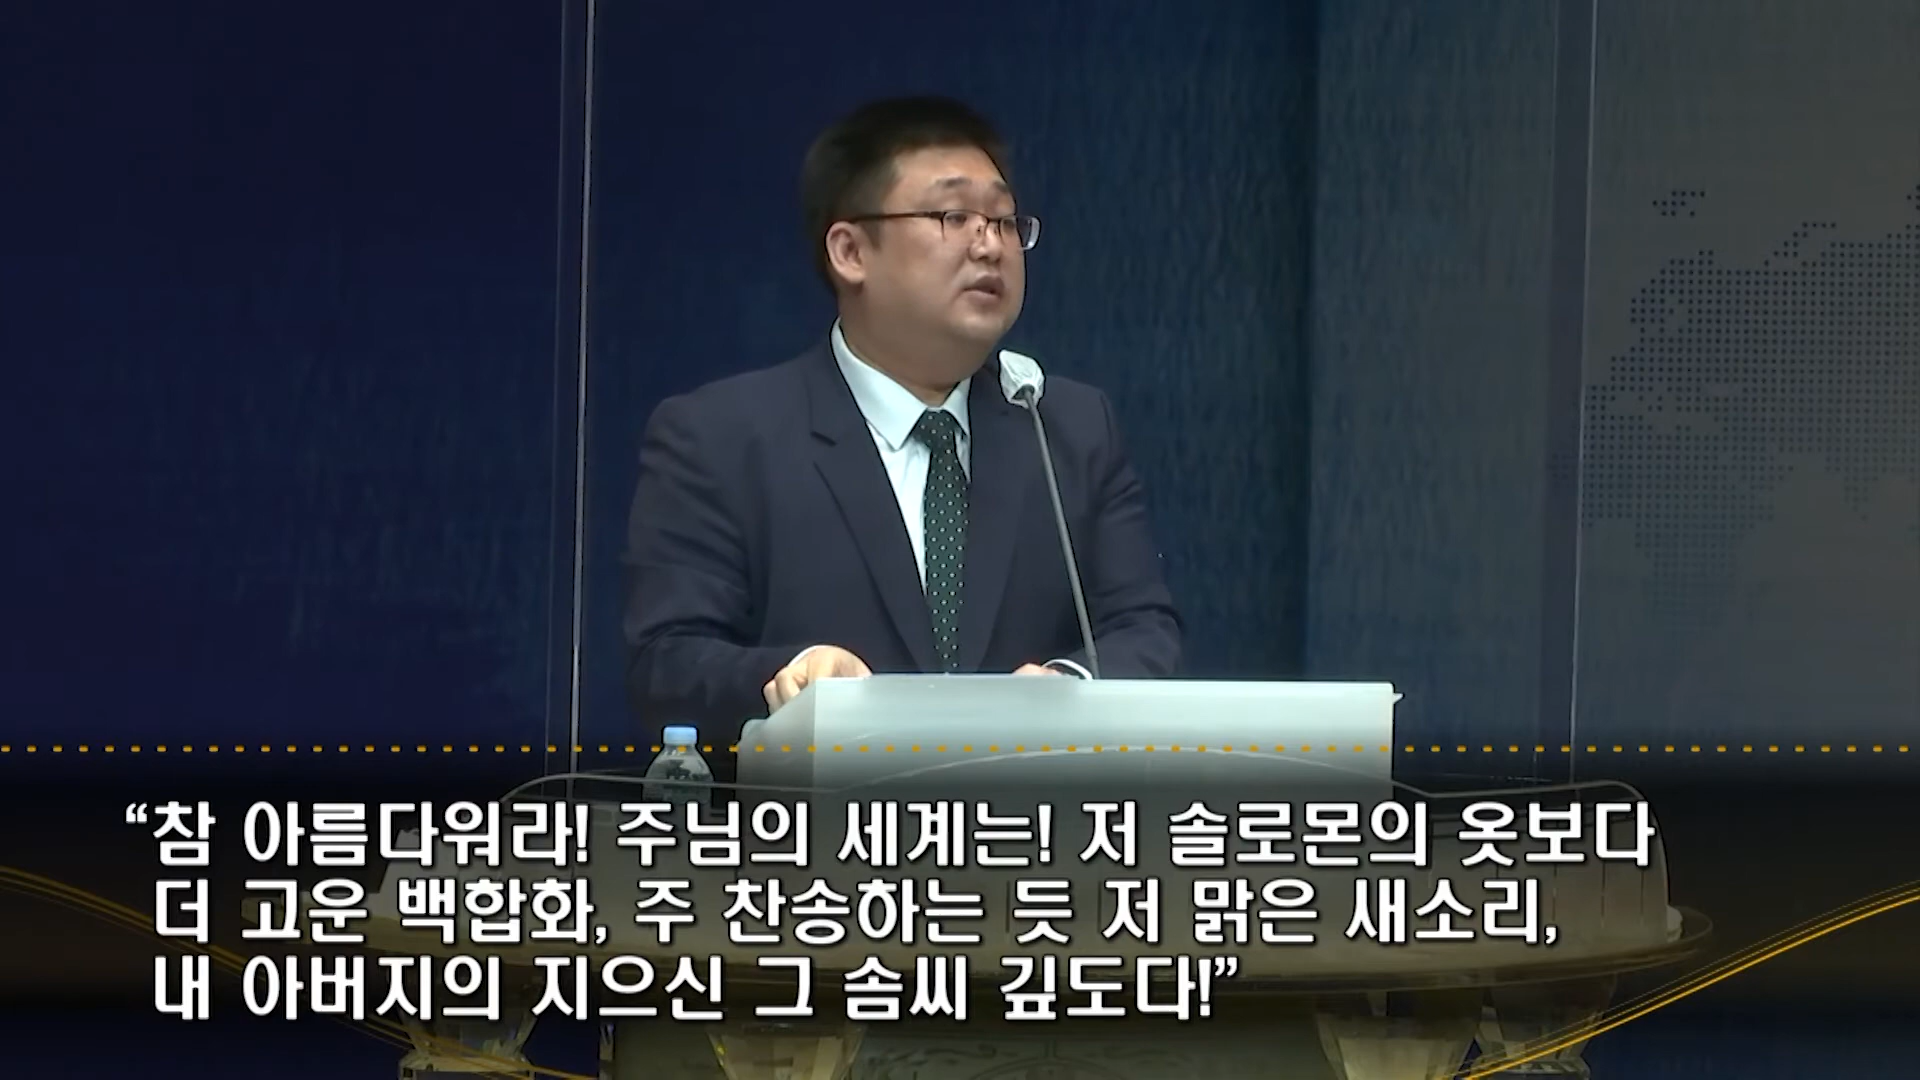 “참 아름다워라! 주님의 세계는! 저 솔로몬의 옷보다
더 고운 백합화, 주 찬송하는 듯 저 맑은 새소리,
내 아버지의 지으신 그 솜씨 깊도다!”